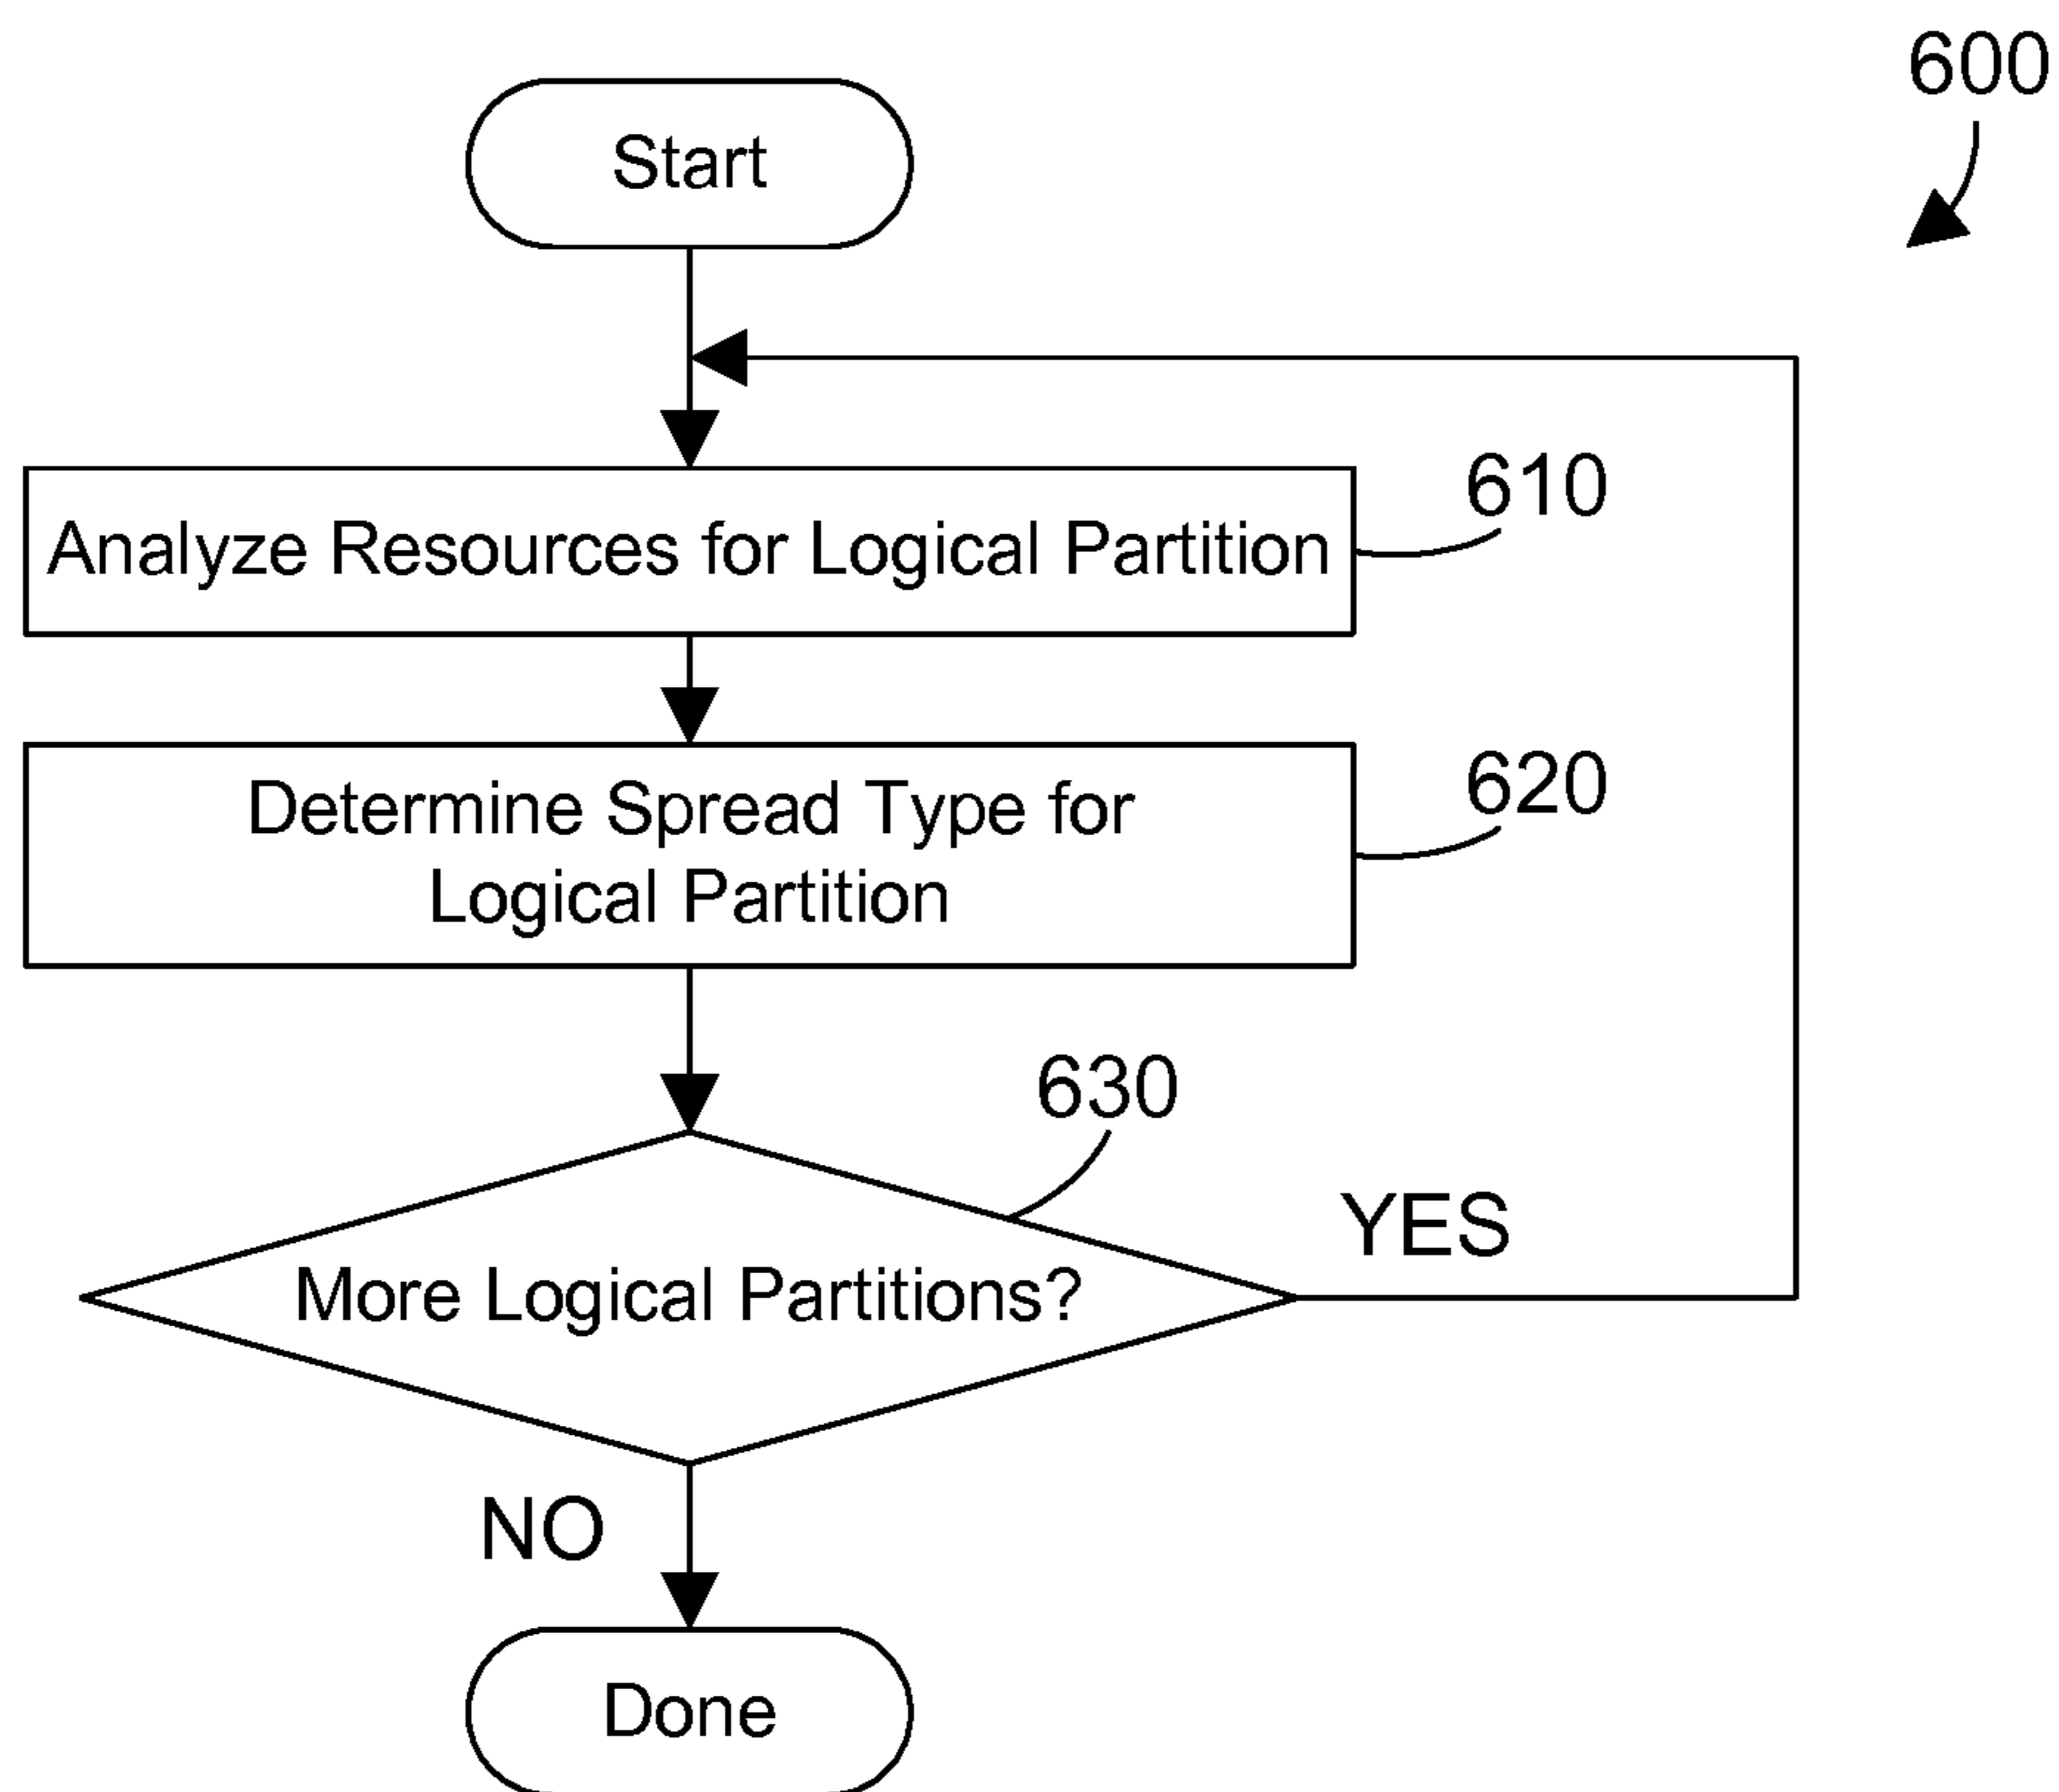 600
Start
Analyze Resources for Logical Partition
610
Determine Spread Type for
Logical Partition
620
630
More Logical Partitions?
YES
NO
Done